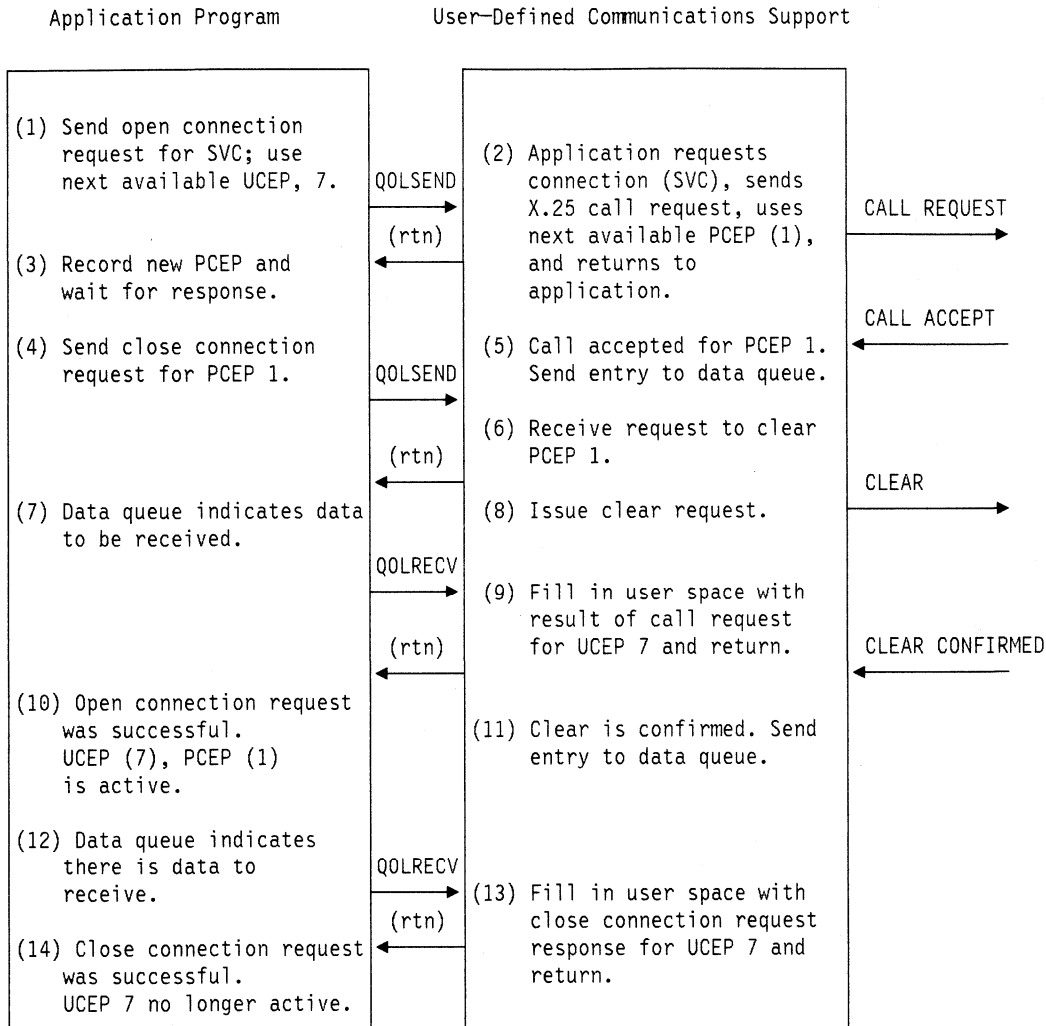 Application Program
User-Defined Communications Support
(1) Send open connection
request for SVC; use
next available UCEP, 7.
QOLSEND
(rtn)
(2) Application requests
connection (SVC), sends
X.25 call request, uses
next available PCEP (1),
and returns to
application.
CALL REQUEST
(3) Record new PCEP and
wait for response.
CALL ACCEPT
(4) Send close connection
request for PCEP 1.
QOLSEND
(5) Call accepted for PCEP 1.
Send entry to data queue.
(6) Receive request to clear
PCEP 1.
(rtn)
CLEAR
(7) Data queue indicates data
to be received.
(8) Issue clear request.
QOLRECV
(9) Fill in user space with
result of call request
for UCEP 7 and return.
(rtn)
CLEAR CONFIRMED
(10) Open connection request
was successful.
UCEP (7), PCEP (1)
is active.
(11) Clear is confirmed. Send
entry to data queue.
(12) Data queue indicates
there is data to
receive.
QOLRECV
(rtn)
(13) Fill in user space with
close connection request
response for UCEP 7 and
return.
(14) Close connection request
was successful.
UCEP 7 no longer active.